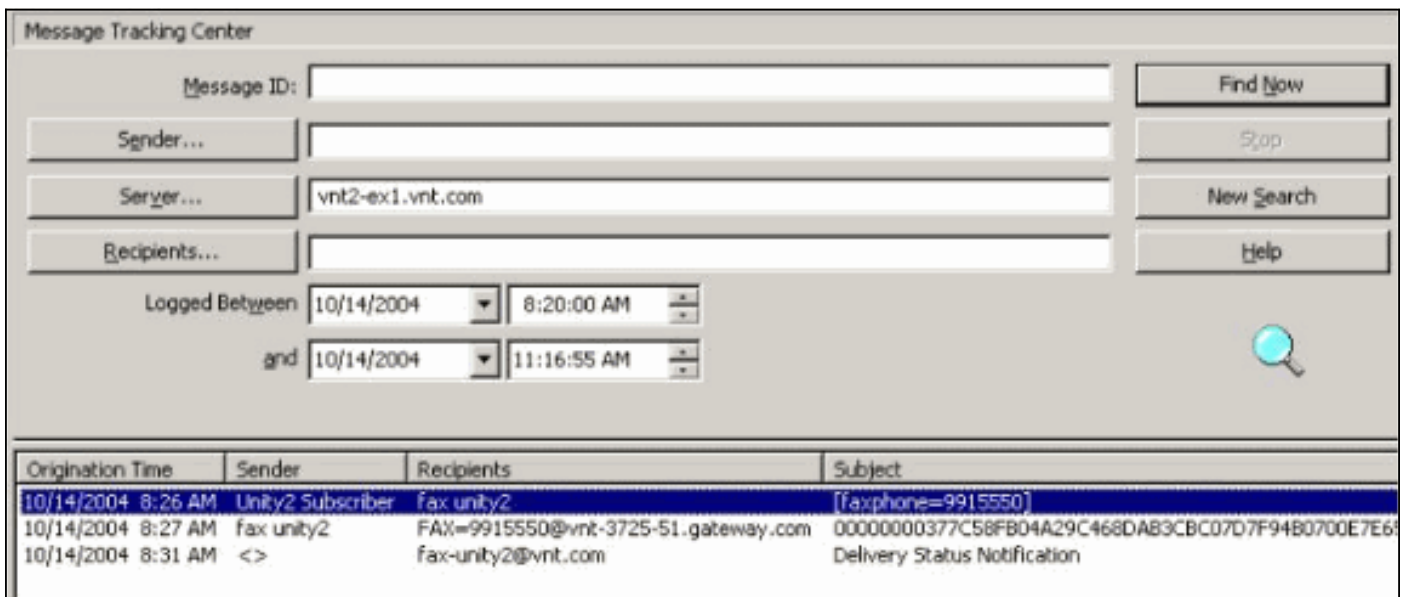 Message Tracking Center
Message ID:
Find Now
Sender...
Stop
Server... vnt2-ex1.vnt.com
New Search
Recipients...
Help
Logged Between 10/14/2004 8:20:00 AM
and 10/14/2004 11:16:55 AM
Origination Time Sender Recipients Subject
10/14/2004 8:26 AM Unity2 Subscriber fax unity2 [faxphone=9915550]
10/14/2004 8:27 AM fax unity2 FAX=9915550@vnt-3725-51.gateway.com 00000000377C58FB04A29C468DAB3CBC07D7F94B0700E7E65
10/14/2004 8:31 AM <> fax-unity2@vnt.com Delivery Status Notification